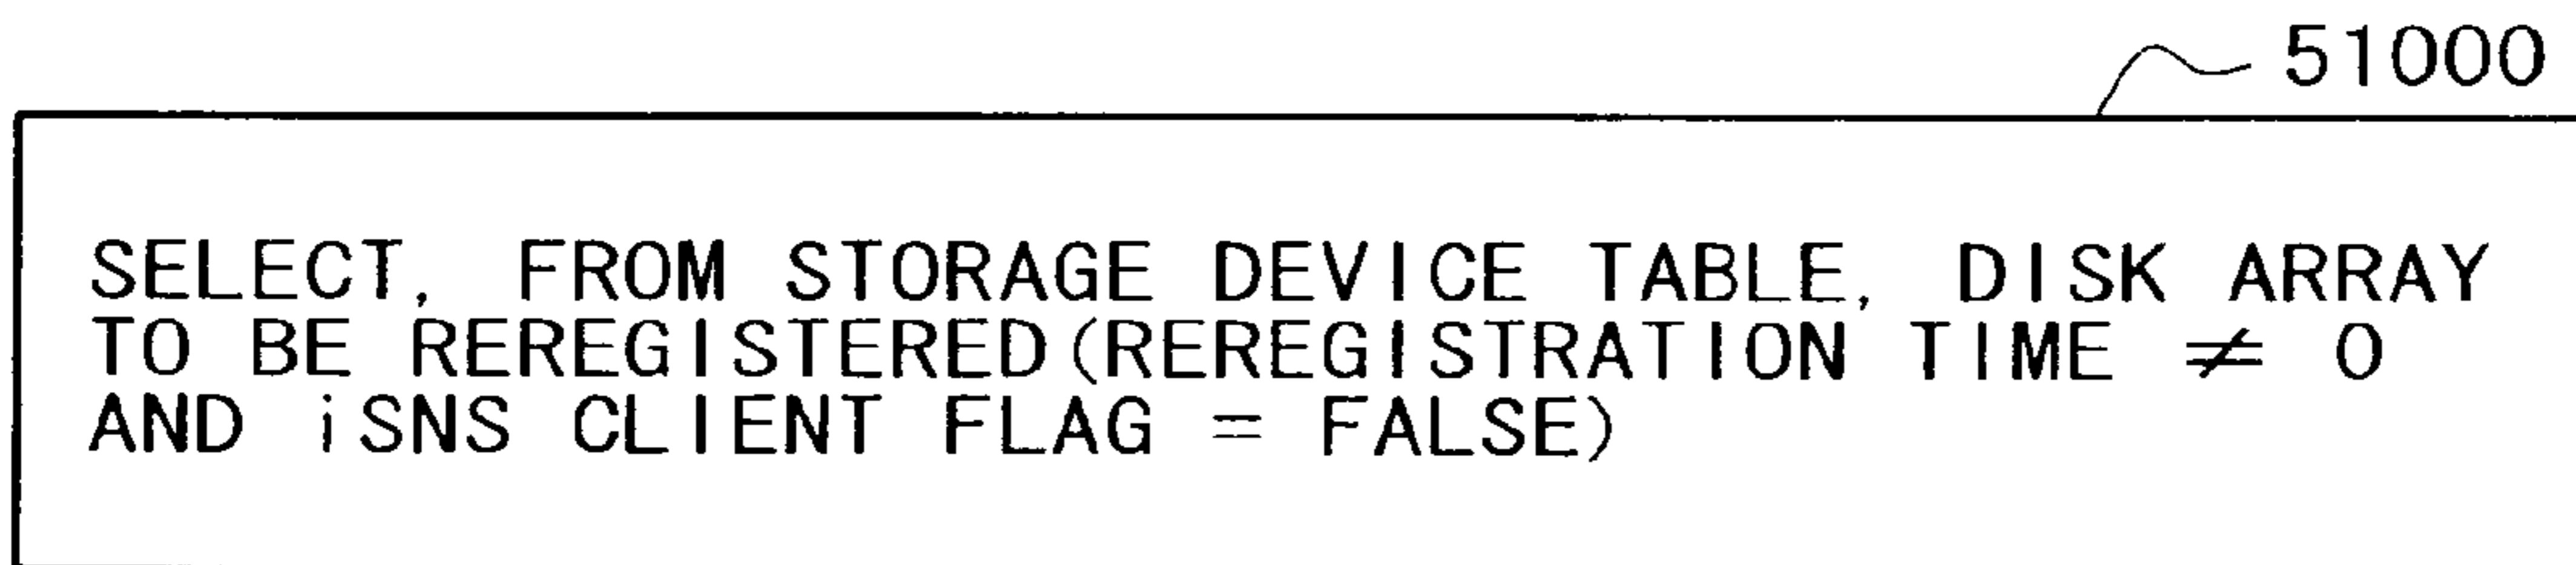 51000
SELECT, FROM STORAGE DEVICE TABLE, DISK ARRAY
TO BE REREGISTERED(REREGISTRATION TIME ≠ 0
AND iSNS CLIENT FLAG = FALSE)